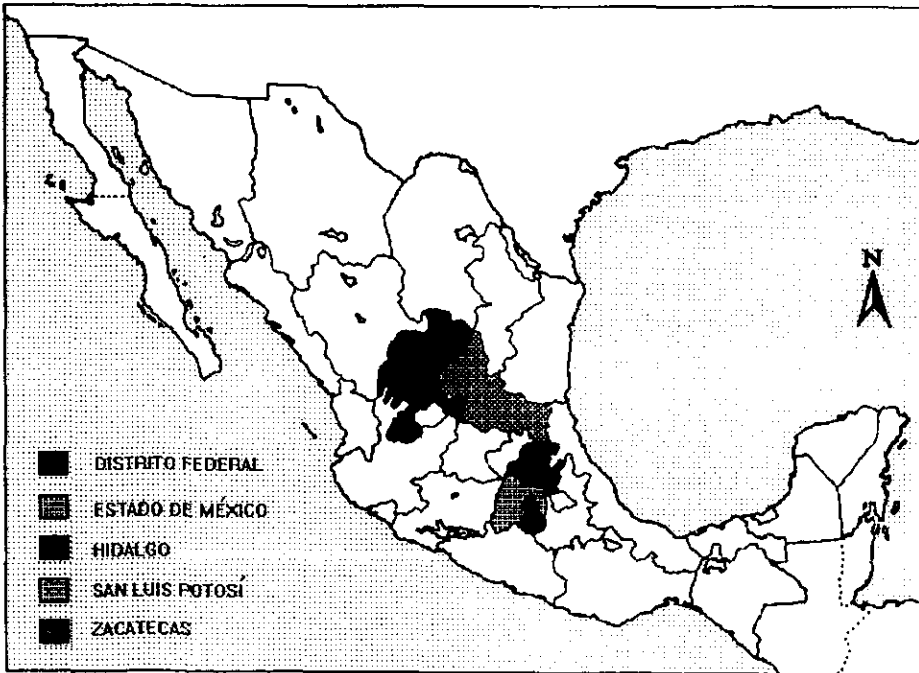 N
DISTRITO FEDERAL
ESTADO DE MÉXICO
HIDALGO
SAN LUIS POTOSÍ
ZACATECAS